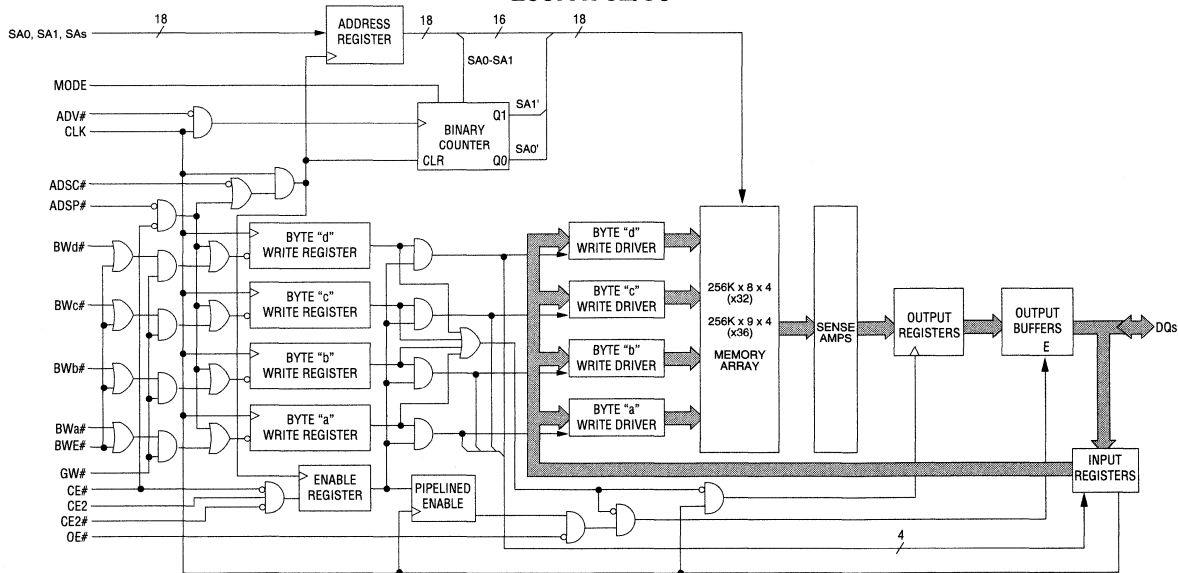 18
ADDRESS
REGISTER
18
16
18
SA0, SA1, SAs
SA0-SA1
MODE
ADV#
CLK
BINARY
COUNTER
Q1
SA1'
CLR
Q0
SA0'
ADSC#
ADSP#
BWd#
BYTE "d"
WRITE REGISTER
BYTE "d"
WRITE DRIVER
BWc#
BYTE "c"
WRITE REGISTER
BYTE "c"
WRITE DRIVER
BWb#
BYTE "b"
WRITE REGISTER
BYTE "b"
WRITE DRIVER
BWa#
BWE#
BYTE "a"
WRITE REGISTER
BYTE "a"
WRITE DRIVER
256K x 8 x 4
(x32)
256K x 9 x 4
(x36)
MEMORY
ARRAY
SENSE
AMPS
OUTPUT
REGISTERS
OUTPUT
BUFFERS
E
DQs
INPUT
REGISTERS
GW#
CE#
CE2
CE2#
OE#
ENABLE
REGISTER
PIPELINED
ENABLE
4